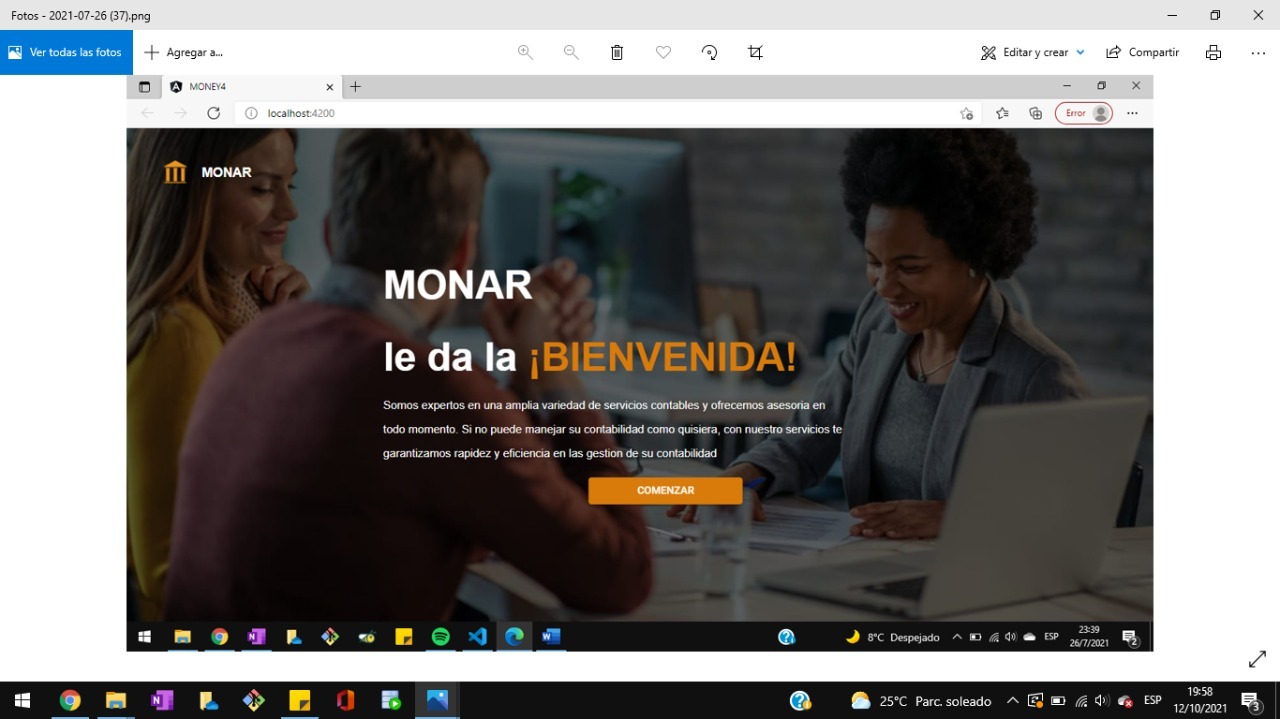 Fotos - 2021-07-26 (37).png
Ver todas las fotos
Agregar a...
Editar y crear
Compartir
MONEY4
localhost:4200
Error
MONAR
MONAR
le da la ¡BIENVENIDA!
Somos expertos en una amplia variedad de servicios contables y ofrecemos asesoria en
todo momento. Si no puede manejar su contabilidad como quisiera, con nuestro servicios te
garantizamos rapidez y eficiencia en las gestion de su contabilidad
COMENZAR
8°C Despejado
ESP
23:39
26/7/2021
2
25°C Parc. soleado
ESP
19:58
12/10/2021
3